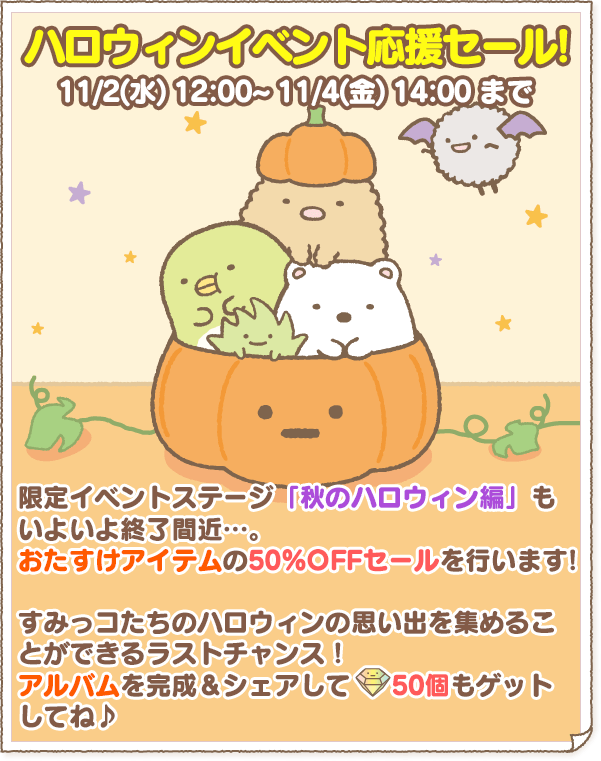 ハロウィンイベント応援セール!
11/2(水) 12:00~ 11/4(金) 14:00 まで
限定イベントステージ「秋のハロウィン編」も
いよいよ終了間近…。
おたすけアイテムの50%OFFセールを行います!
すみっコたちのハロウィンの思い出を集めるこ
とができるラストチャンス！
アルバムを完成＆シェアして50個もゲット
してね♪